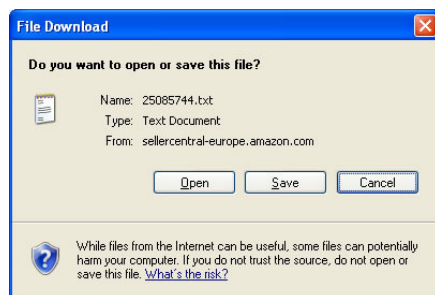 File Download
Do you want to open or save this file?
Name: 25085744.txt
Type: Text Document
From: sellercentral-europe.amazon.com
Open Save Cancel
While files from the Internet can be useful, some files can potentially
harm your computer. If you do not trust the source, do not open or
save this file. What's the risk?